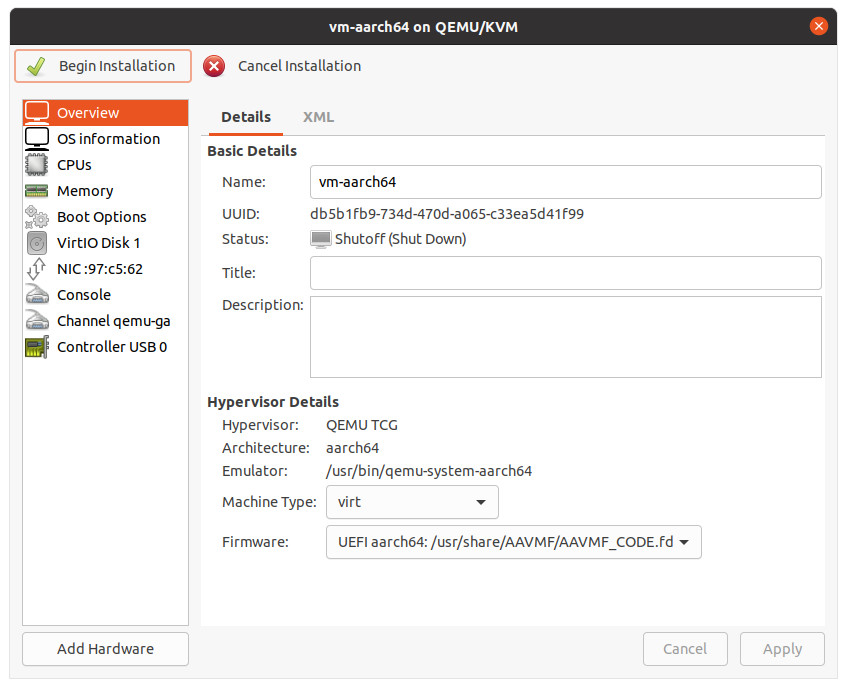 vm-aarch64 on QEMU/KVM
Begin Installation
Cancel Installation
Overview
OS information
CPUs
Memory
Boot Options
VirtIO Disk 1
NIC :97:c5:62
Console
Channel qemu-ga
Controller USB 0
Add Hardware
Details XML
Basic Details
Name: vm-aarch64
UUID: db5b1fb9-734d-470d-a065-c33ea5d41f99
Status: Shutoff (Shut Down)
Title:
Description:
Hypervisor Details
Hypervisor: QEMU TCG
Architecture: aarch64
Emulator: /usr/bin/qemu-system-aarch64
Machine Type: virt
Firmware: UEFI aarch64: /usr/share/AAVMF/AAVMF_CODE.fd
Cancel Apply